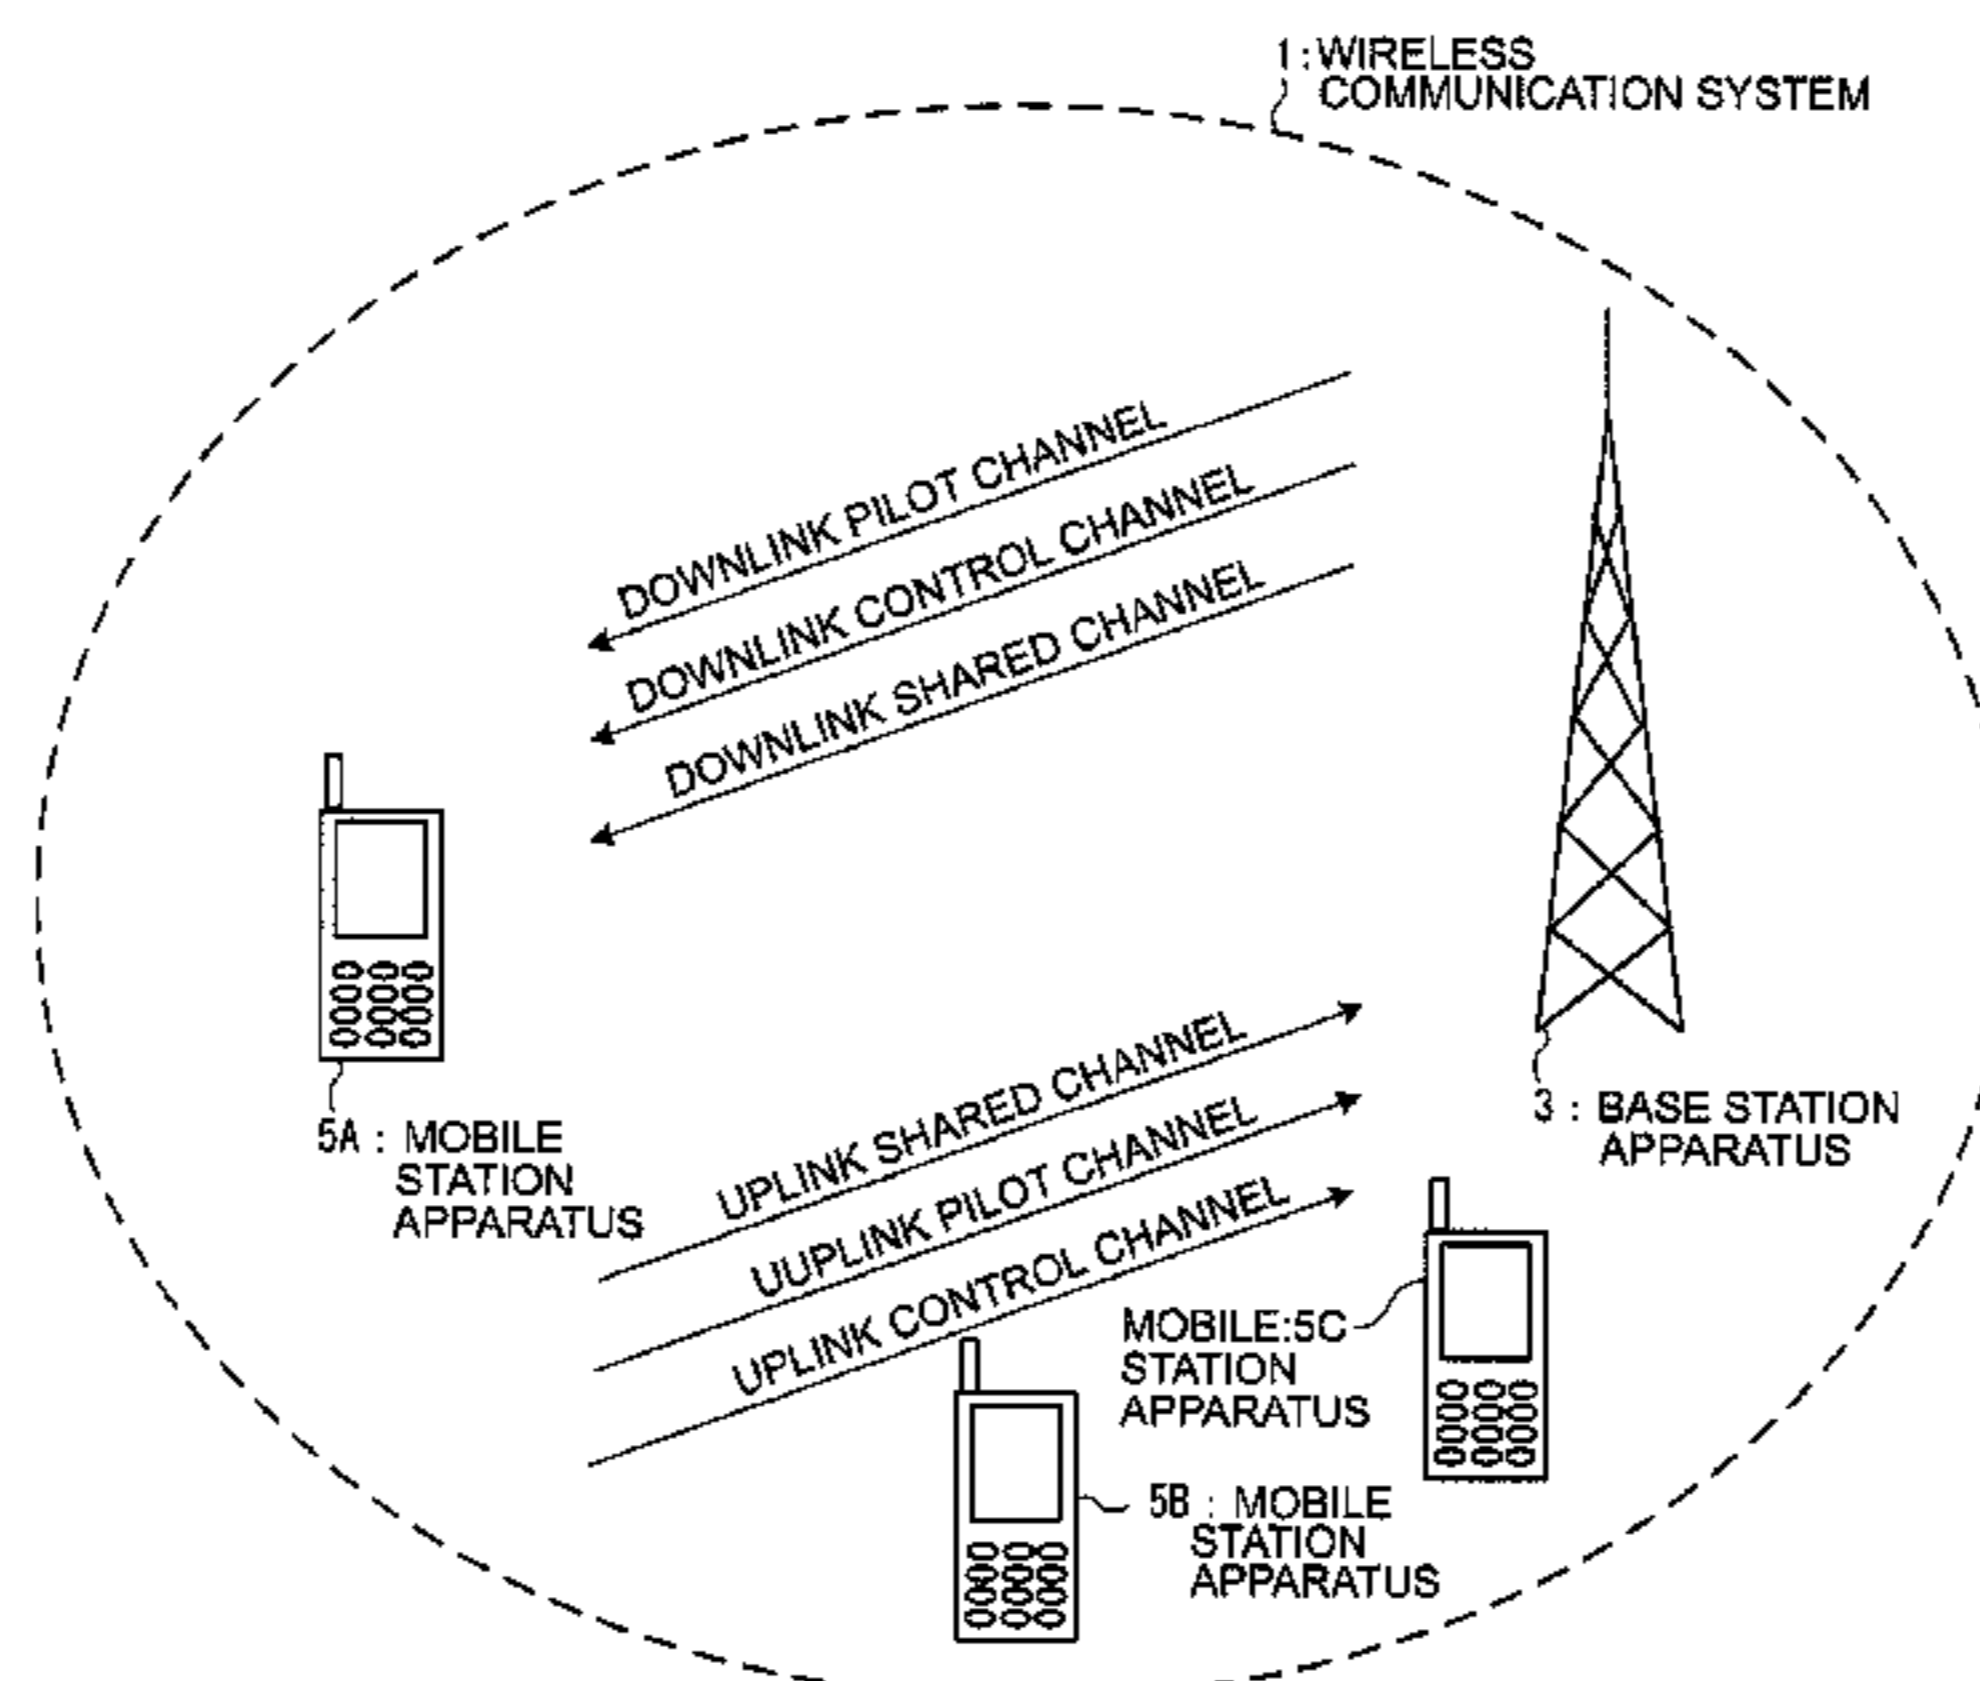 1:WIRELESS
COMMUNICATION SYSTEM
DOWNLINK PILOT CHANNEL
DOWNLINK CONTROL CHANNEL
DOWNLINK SHARED CHANNEL
5A : MOBILE
STATION
APPARATUS
3 : BASE STATION
APPARATUS
UPLINK SHARED CHANNEL
UUPLINK PILOT CHANNEL
UPLINK CONTROL CHANNEL
MOBILE:5C
STATION
APPARATUS
5B : MOBILE
STATION
APPARATUS